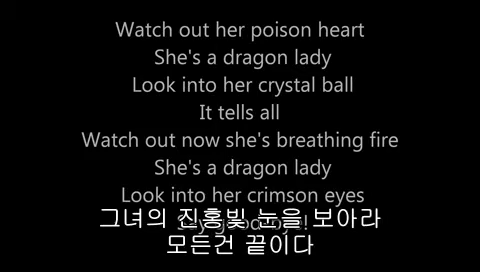 Watch out her poison heart
She's a dragon lady
Look into her crystal ball
It tells all
Watch out now she's breathing fire
She's a dragon lady
Look into her crimson eyes
그녀의 진홍빛 눈을 보아라
모든건 끝이다